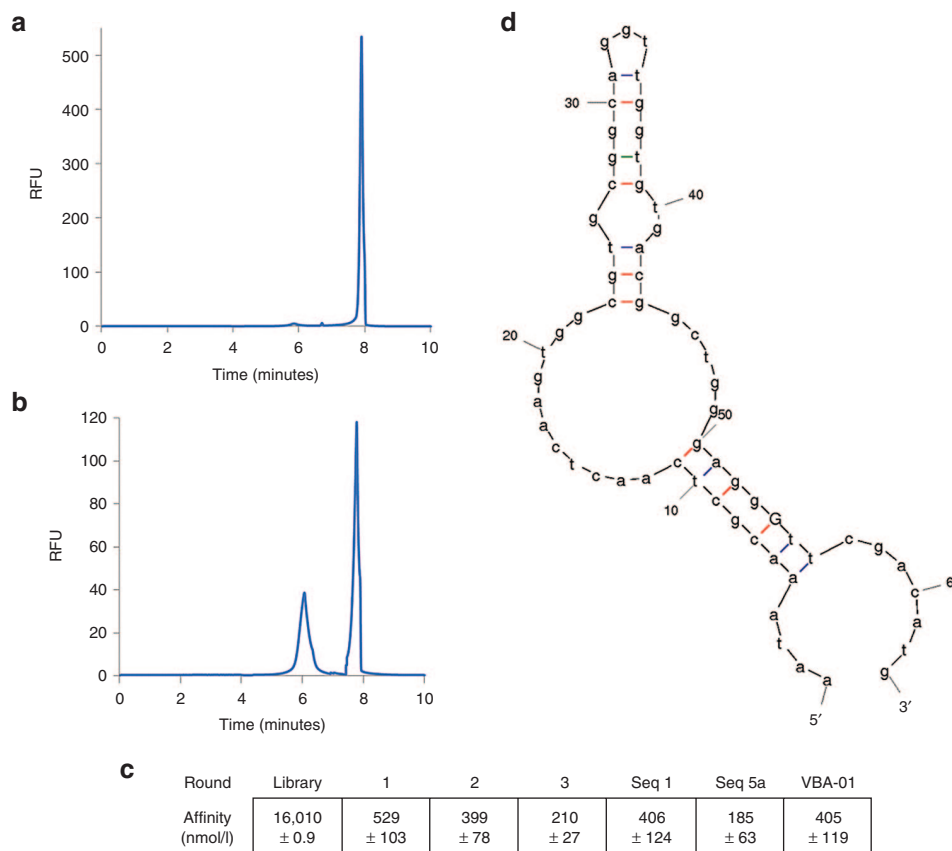 a
500
400
300
200
100
0
RFU
0 2 4 6 8 10
Time (minutes)
b
120
100
80
60
40
20
0
RFU
0 2 4 6 8 10
Time (minutes)
d
5′
a a t a a a c g c t c a a c t c a a g t g g c g t g c g g c a g g t t g g t g t g a c g g c t g g g a g g G t t c g a c a t g
3′
10
20
30
40
50
6
c
Round Library 1 2 3 Seq 1 Seq 5a VBA-01
Affinity 16,010 529 399 210 406 185 405
(nmol/l) ± 0.9 ± 103 ± 78 ± 27 ± 124 ± 63 ± 119